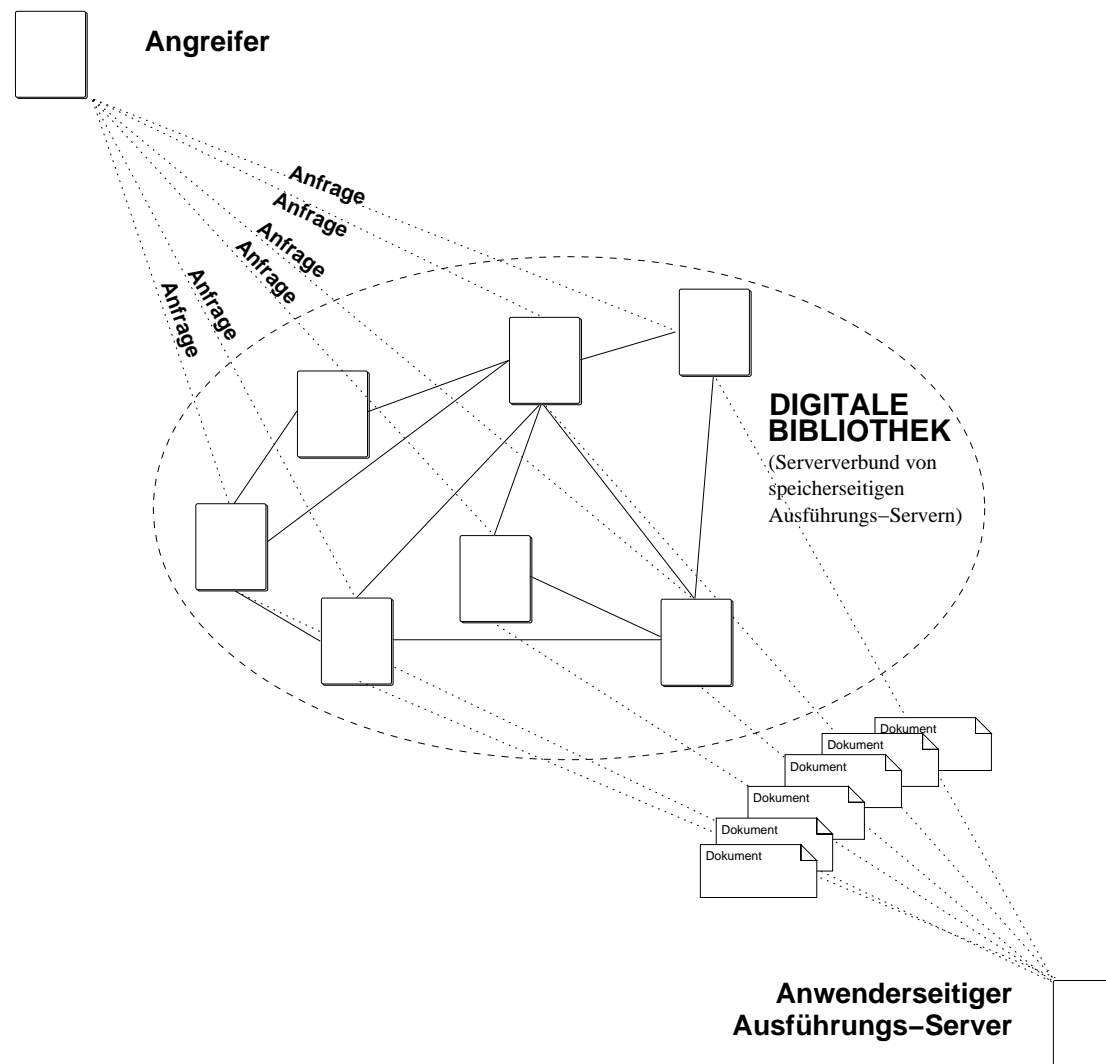 Angreifer
Anfrage
Anfrage
Anfrage
Anfrage
Anfrage
Anfrage
DIGITALE
BIBLIOTHEK
(Serververbund von
speicherseitigen
Ausführungs−Servern)
Dokument
Dokument
Dokument
Dokument
Dokument
Dokument
Anwenderseitiger
Ausführungs−Server